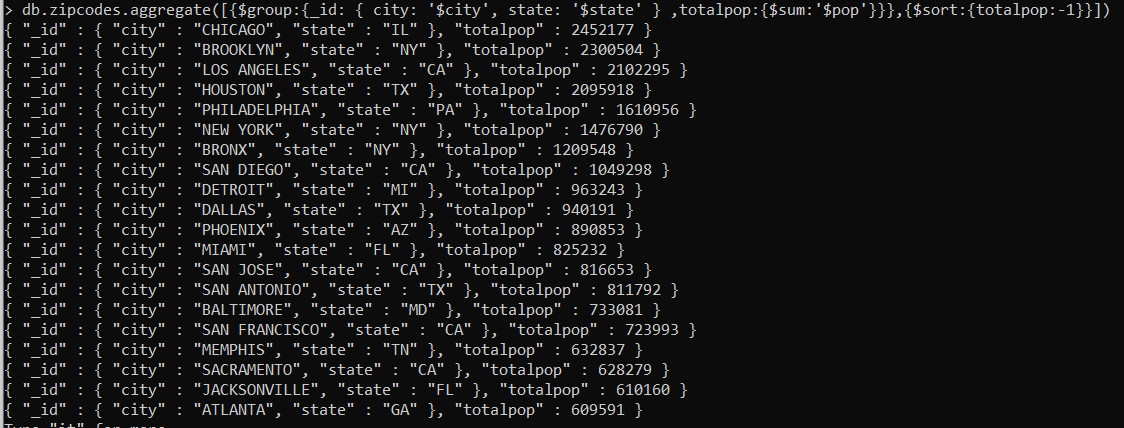 > db.zipcodes.aggregate([{$group:{_id: { city: '$city', state: '$state' } ,totalpop:{$sum:'$pop'}}},{$sort:{totalpop:-1}}])
{ "_id" : { "city" : "CHICAGO", "state" : "IL" }, "totalpop" : 2452177 }
{ "_id" : { "city" : "BROOKLYN", "state" : "NY" }, "totalpop" : 2300504 }
{ "_id" : { "city" : "LOS ANGELES", "state" : "CA" }, "totalpop" : 2102295 }
{ "_id" : { "city" : "HOUSTON", "state" : "TX" }, "totalpop" : 2095918 }
{ "_id" : { "city" : "PHILADELPHIA", "state" : "PA" }, "totalpop" : 1610956 }
{ "_id" : { "city" : "NEW YORK", "state" : "NY" }, "totalpop" : 1476790 }
{ "_id" : { "city" : "BRONX", "state" : "NY" }, "totalpop" : 1209548 }
{ "_id" : { "city" : "SAN DIEGO", "state" : "CA" }, "totalpop" : 1049298 }
{ "_id" : { "city" : "DETROIT", "state" : "MI" }, "totalpop" : 963243 }
{ "_id" : { "city" : "DALLAS", "state" : "TX" }, "totalpop" : 940191 }
{ "_id" : { "city" : "PHOENIX", "state" : "AZ" }, "totalpop" : 890853 }
{ "_id" : { "city" : "MIAMI", "state" : "FL" }, "totalpop" : 825232 }
{ "_id" : { "city" : "SAN JOSE", "state" : "CA" }, "totalpop" : 816653 }
{ "_id" : { "city" : "SAN ANTONIO", "state" : "TX" }, "totalpop" : 811792 }
{ "_id" : { "city" : "BALTIMORE", "state" : "MD" }, "totalpop" : 733081 }
{ "_id" : { "city" : "SAN FRANCISCO", "state" : "CA" }, "totalpop" : 723993 }
{ "_id" : { "city" : "MEMPHIS", "state" : "TN" }, "totalpop" : 632837 }
{ "_id" : { "city" : "SACRAMENTO", "state" : "CA" }, "totalpop" : 628279 }
{ "_id" : { "city" : "JACKSONVILLE", "state" : "FL" }, "totalpop" : 610160 }
{ "_id" : { "city" : "ATLANTA", "state" : "GA" }, "totalpop" : 609591 }